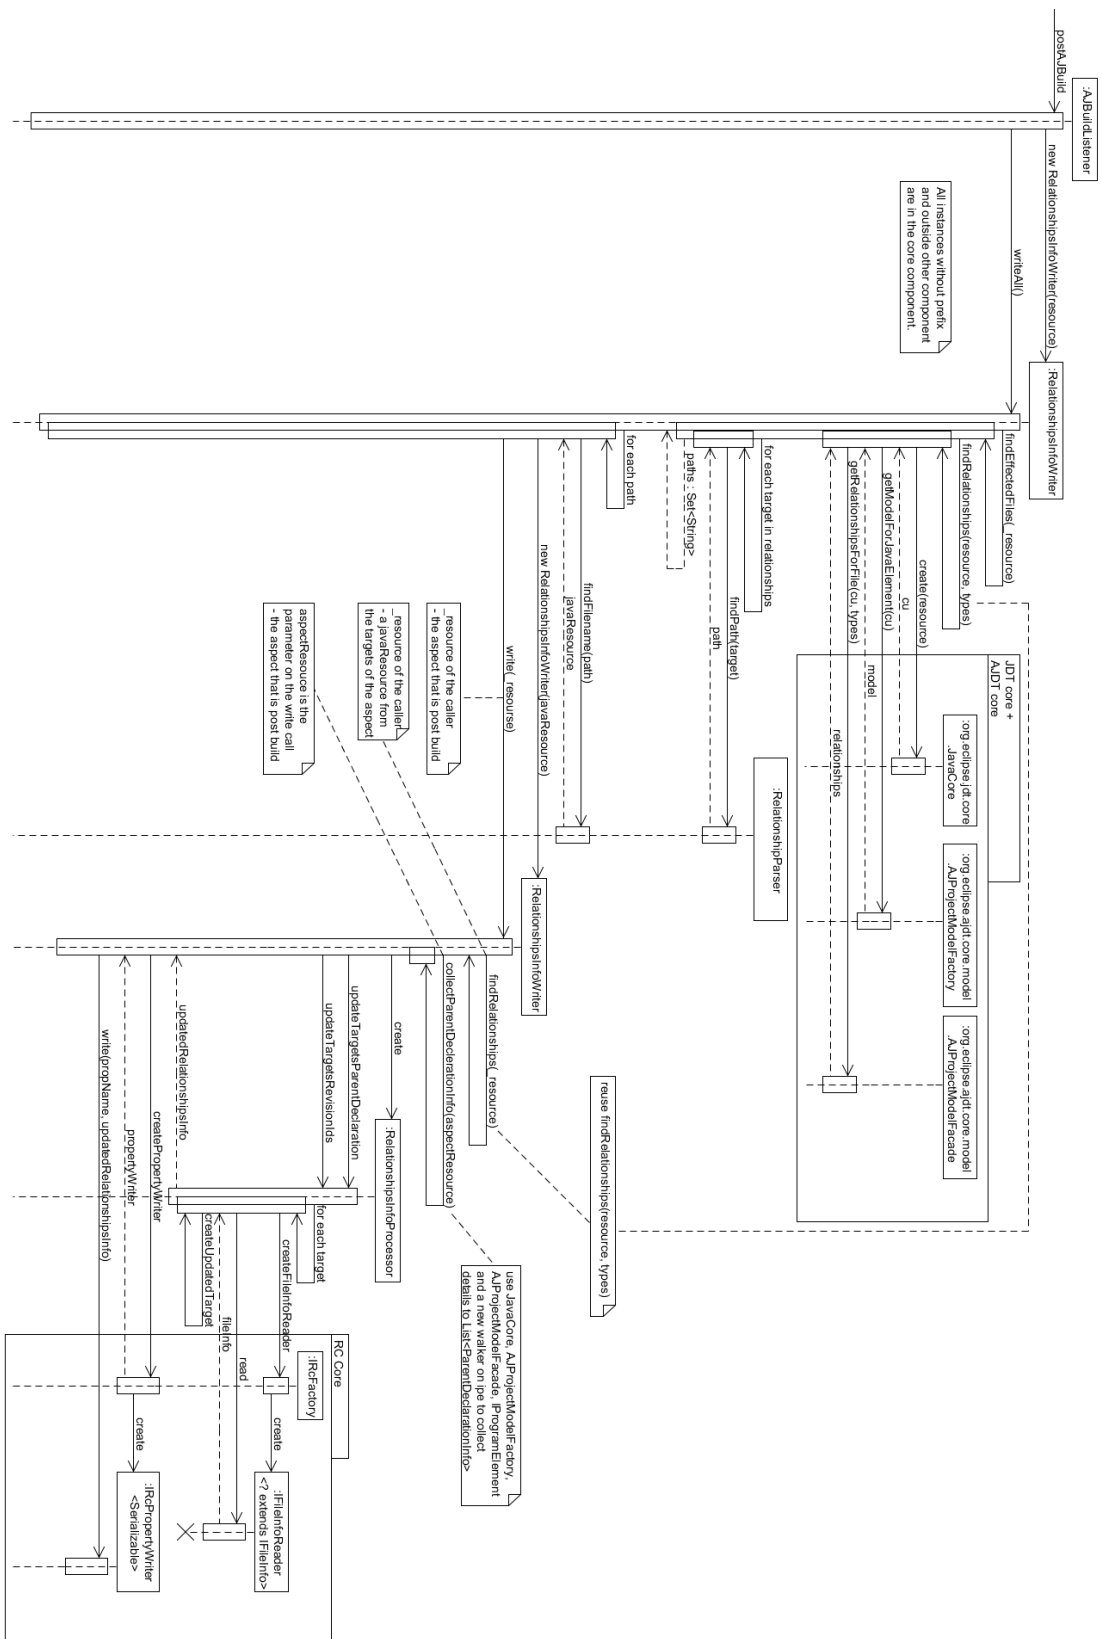 postAJBuild
:AJBuildListener
new RelationshipsInfoWriter(resource)
writeAll()
All instances without prefix
and outside other component
are in the core component.
:RelationshipsInfoWriter
findEffectedFiles(_resource)
findRelationships(resource, types)
create(resource)
cu
getModelForJavaElement(cu)
model
getRelationshipsForFile(cu, types)
relationships
JDT core +
AJDT core
:org.eclipse.jdt.core
.JavaCore
:org.eclipse.ajdt.core.model
.AJProjectModelFactory
:org.eclipse.ajdt.core.model
.AJProjectModelFacade
for each target in relationships
findPath(target)
path
paths : Set<String>
:RelationshipParser
for each path
findFilename(path)
javaResource
new RelationshipsInfoWriter(javaResource)
write(_resourse)
:RelationshipsInfoWriter
_resource of the caller
- the aspect that is post build
_resource of the caller
- a javaResource from
the targets of the aspect
aspectResouce is the
parameter on the write call
- the aspect that is post build
reuse findRelationships(resource, types)
findRelationships(_resource)
collectParentDeclerationInfo(aspectResource)
use JavaCore, AJProjectModelFactory,
AJProjectModelFacade, IProgramElement
and a new walker on ipe to collect
details to List<ParentDeclarationInfo>
create
:RelationshipsInfoProcessor
updateTargetsParentDeclaration
updateTargetsRevisionIds
for each target
createFileInfoReader
read
fileInfo
createUpdatedTarget
updatedRelationshipsInfo
createPropertyWriter
propertyWriter
write(propName, updatedRelationshipsInfo)
RC Core
:IRcFactory
create
:IFileInfoReader
<? extends IFileInfo>
create
:IRcPropertyWriter
<Serializable>